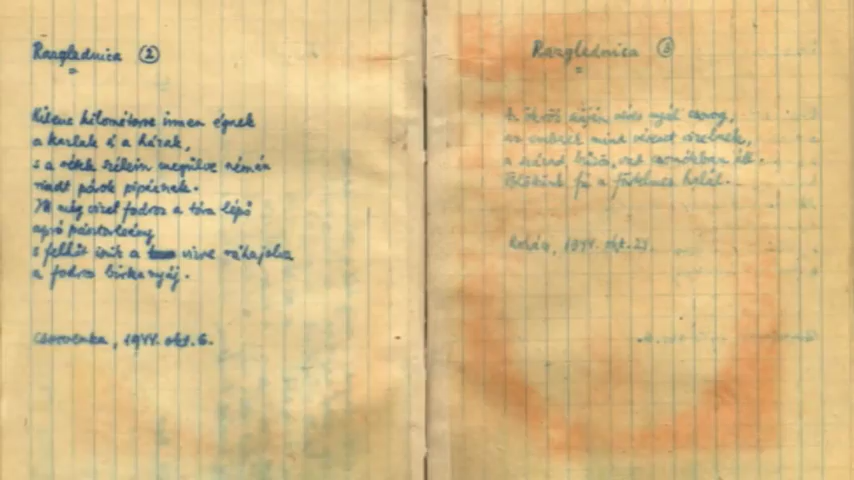 Razglednica (2)
Kilenc kilométerre innen égnek
a kazlak és a házak,
s a rétek szélein megülve némán
riadt pórok pipáznak.
Itt még vizet fodroz a tóra lépő
apró pásztorleány
s felhőt iszik a vizre ráhajolva
a fodros birkanyáj.
Cservenka, 1944. okt. 6.
Razglednica (3)
Az ökrök száján véres nyál csorog,
az emberek mind véreset vizelnek,
a század bűzös, vad csomókban áll.
Fölöttünk fú a förtelmes halál.
Mohács, 1944. okt. 24.